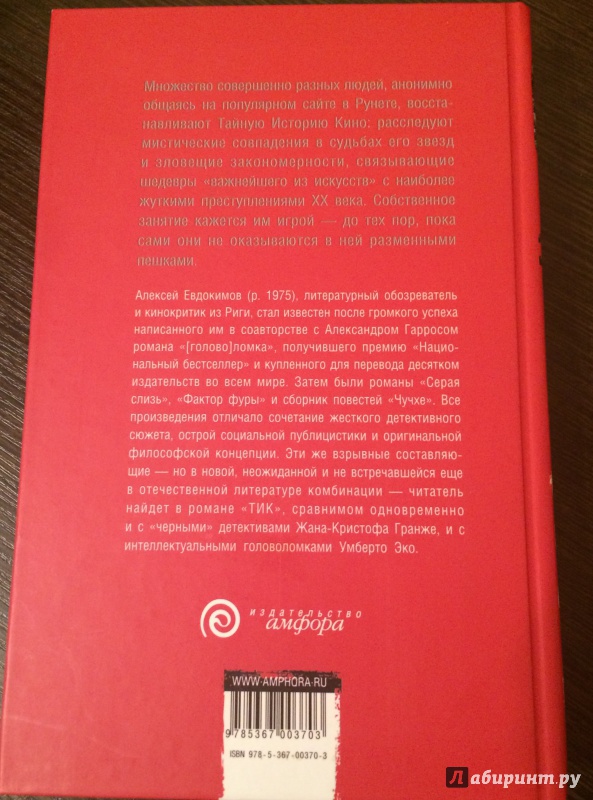 Множество совершенно разных людей, анонимно
общаясь на популярном сайте в Рунете, восста-
навливают Тайную Историю Кино: расследуют
мистические совпадения в судьбах его звезд
и зловещие закономерности, связывающие
шедевры «важнейшего из искусств» с наиболее
жуткими преступлениями XX века. Собственное
занятие кажется им игрой — до тех пор, пока
сами они не оказываются в ней разменными
пешками.
Алексей Евдокимов (р. 1975), литературный обозреватель
и кинокритик из Риги, стал известен после громкого успеха
написанного им в соавторстве с Александром Гарросом
романа «[голово]ломка», получившего премию «Нацио-
нальный бестселлер» и купленного для перевода десятком
издательств во всем мире. Затем были романы «Серая
слизь», «Фактор фуры» и сборник повестей «Чучхе». Все
произведения отличало сочетание жесткого детективного
сюжета, острой социальной публицистики и оригинальной
философской концепции. Эти же взрывные составляю-
щие — но в новой, неожиданной и не встречавшейся еще
в отечественной литературе комбинации — читатель
найдет в романе «ТИК», сравнимом одновременно
и с «черными» детективами Жана-Кристофа Гранже, и с
интеллектуальными головоломками Умберто Эко.
издательство
амфора
WWW.AMPHORA.RU
9785367003703
ISBN 978-5-367-00370-3
Лабиринт.ру